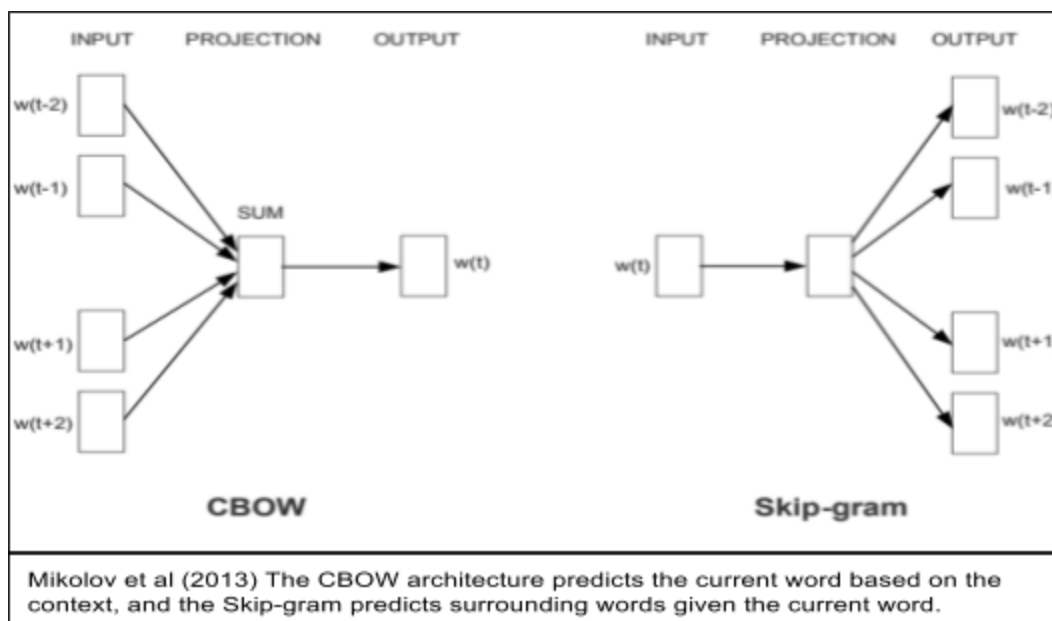 INPUT PROJECTION OUTPUT
w(t-2)
w(t-1)
SUM
w(t)
w(t+1)
w(t+2)
CBOW
INPUT PROJECTION OUTPUT
w(t-2)
w(t-1
w(t)
w(t+1
w(t+2
Skip-gram
Mikolov et al (2013) The CBOW architecture predicts the current word based on the
context, and the Skip-gram predicts surrounding words given the current word.